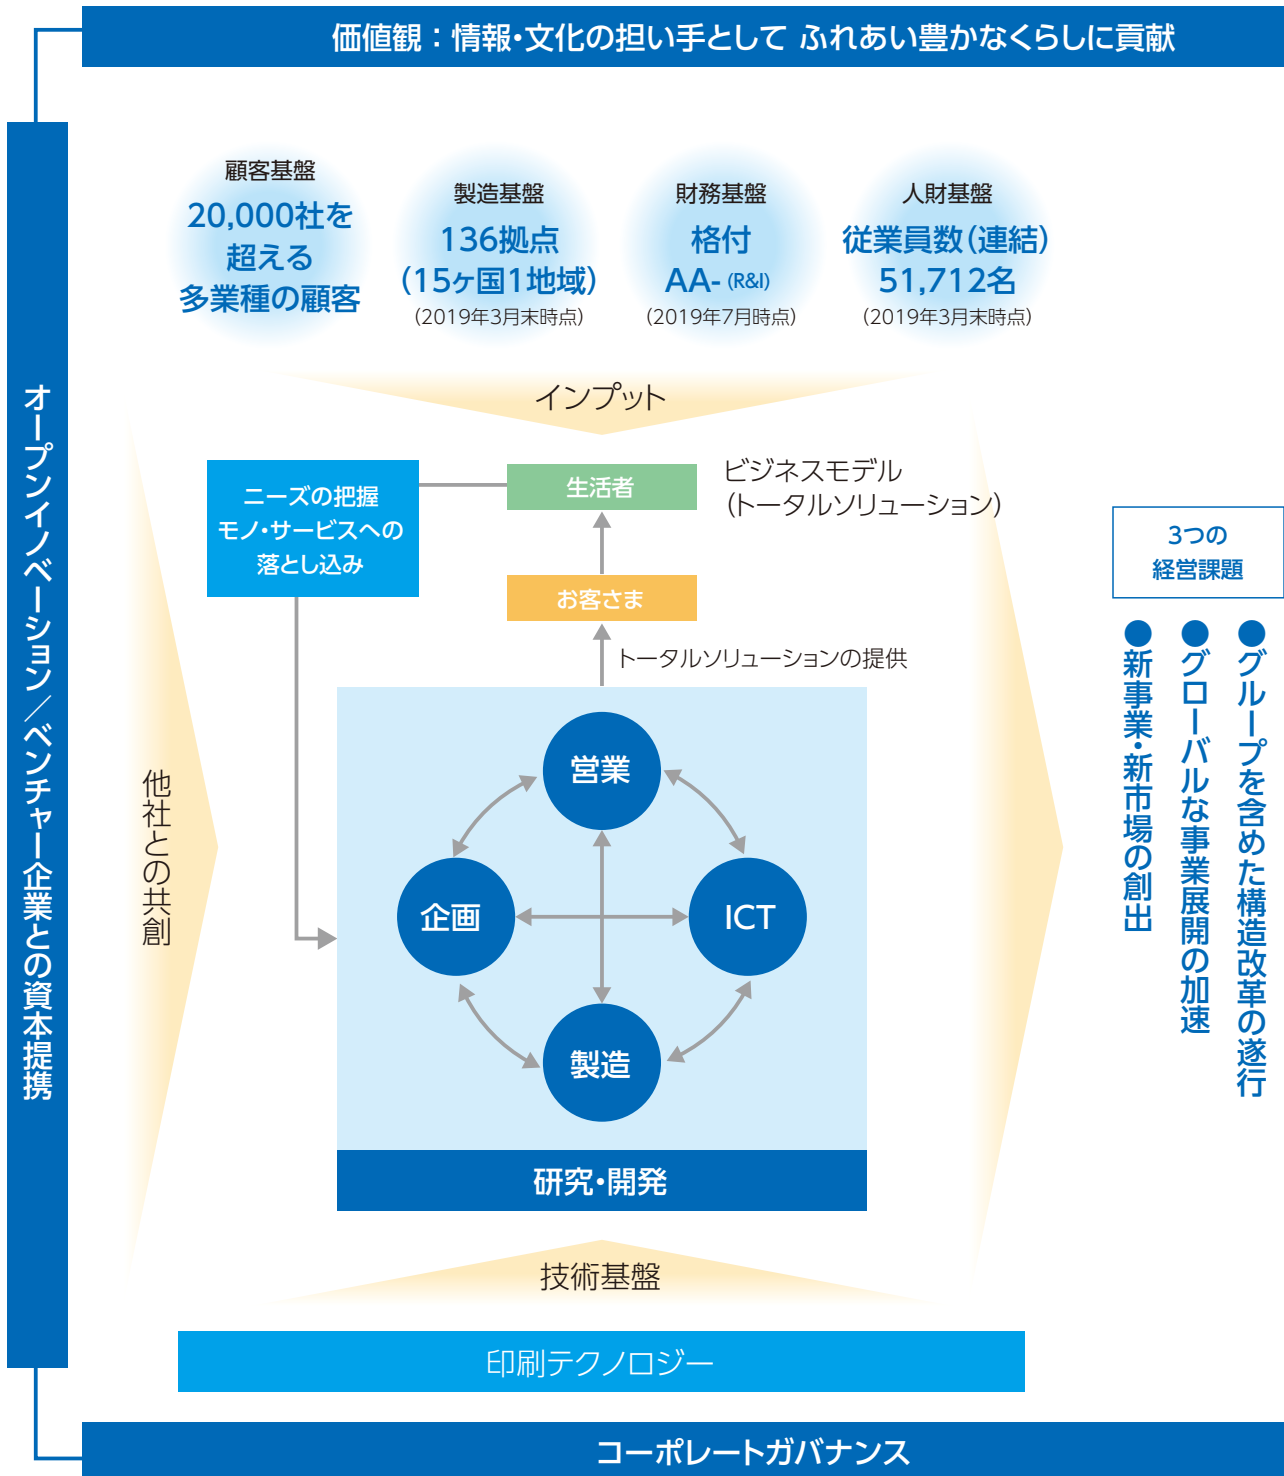 価値観：情報・文化の担い手として ふれあい豊かなくらしに貢献
オープンイノベーション／ベンチャー企業との資本提携
顧客基盤
20,000社を
超える
多業種の顧客
製造基盤
136拠点
(15ヶ国1地域)
(2019年3月末時点)
財務基盤
格付
AA- (R&I)
(2019年7月時点)
人財基盤
従業員数(連結)
51,712名
(2019年3月末時点)
インプット
ニーズの把握
モノ・サービスへの
落とし込み
生活者
ビジネスモデル
(トータルソリューション)
お客さま
トータルソリューションの提供
他社との共創
営業
企画
ICT
製造
研究・開発
3つの
経営課題
●グループを含めた構造改革の遂行
●グローバルな事業展開の加速
●新事業・新市場の創出
技術基盤
印刷テクノロジー
コーポレートガバナンス